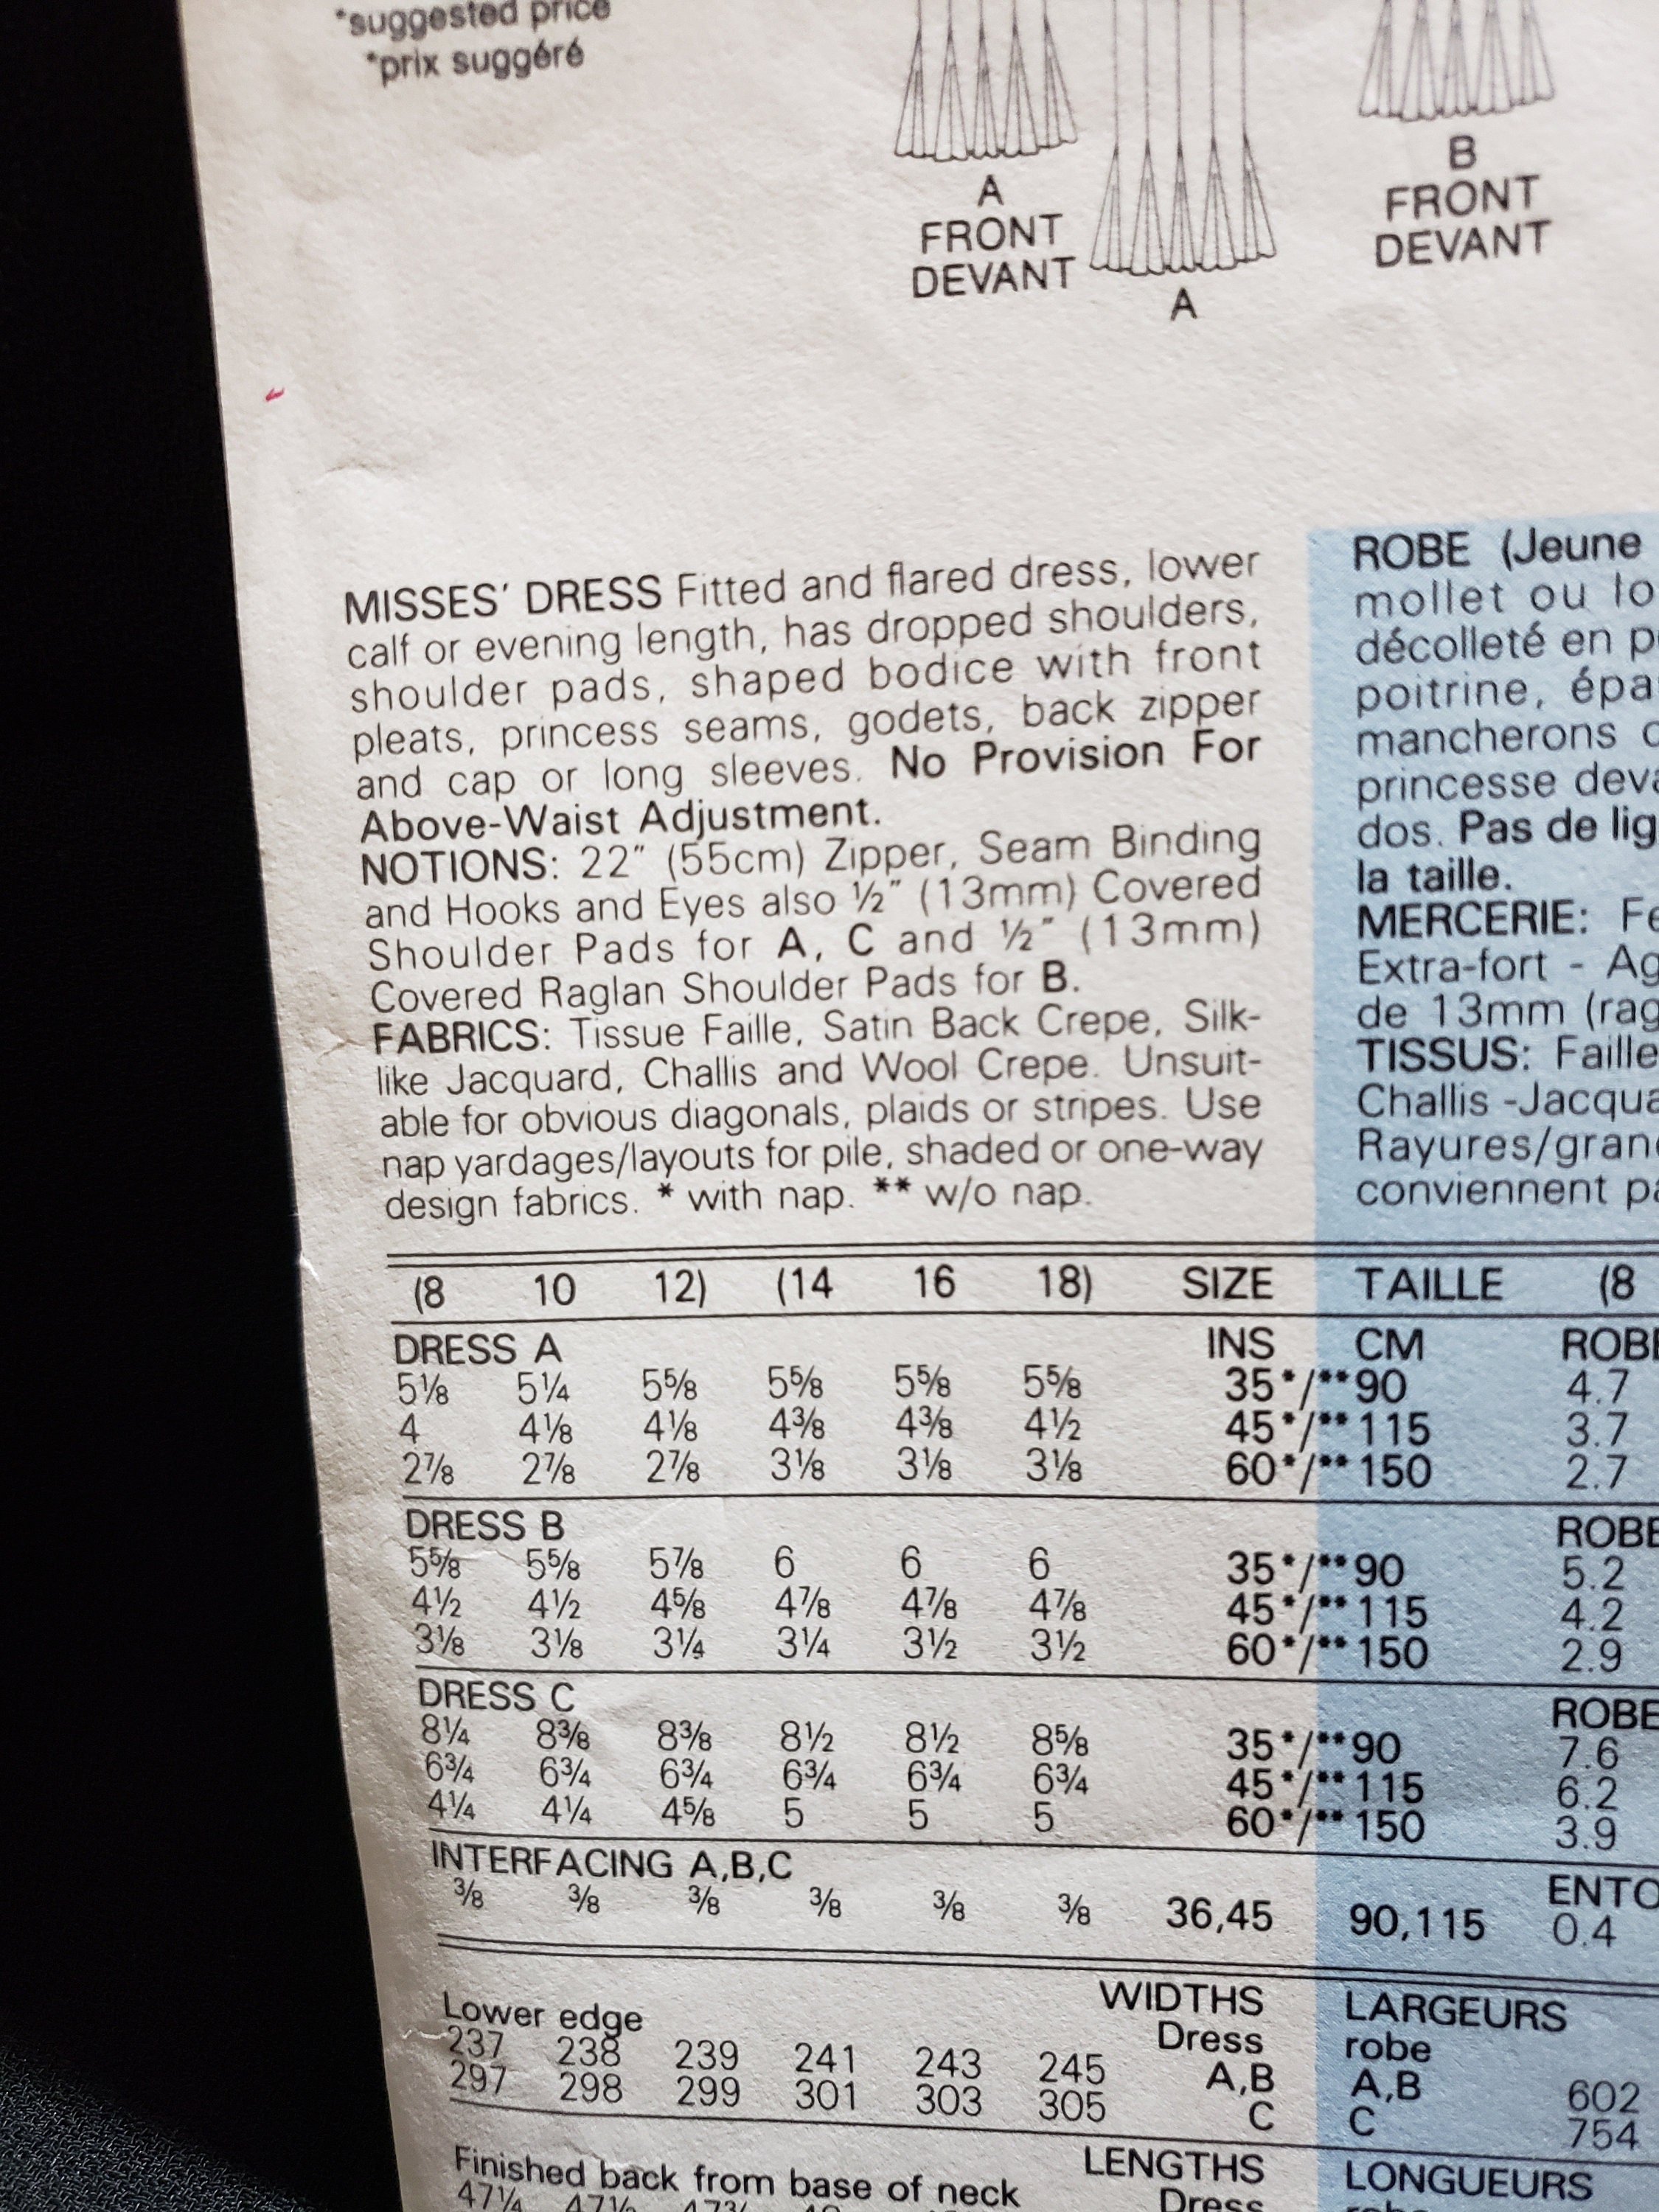 *suggested price
*prix suggéré
A
FRONT
DEVANT
A
B
FRONT
DEVANT
MISSES' DRESS Fitted and flared dress, lower
calf or evening length, has dropped shoulders,
shoulder pads, shaped bodice with front
pleats, princess seams, godets, back zipper
and cap or long sleeves. No Provision For
Above-Waist Adjustment.
NOTIONS: 22" (55cm) Zipper, Seam Binding
and Hooks and Eyes also ½" (13mm) Covered
Shoulder Pads for A, C and ½" (13mm)
Covered Raglan Shoulder Pads for B.
FABRICS: Tissue Faille, Satin Back Crepe, Silk-
like Jacquard, Challis and Wool Crepe. Unsuit-
able for obvious diagonals, plaids or stripes. Use
nap yardages/layouts for pile, shaded or one-way
design fabrics. * with nap. ** w/o nap.
ROBE (Jeune
mollet ou lo
décolleté en p
poitrine, épa
mancherons
princesse deva
dos. Pas de lig
la taille.
MERCERIE: Fe
Extra-fort - Ag
de 13mm (rag
TISSUS: Faille
Challis -Jacqua
Rayures/grand
conviennent pa
(8 10 12) (14 16 18) SIZE TAILLE (8
DRESS A INS CM ROBE
5⅛ 5¼ 5⅝ 5⅝ 5⅝ 5⅝ 35*/**90 4.7
4 4⅛ 4⅛ 4⅜ 4⅜ 4½ 45*/**115 3.7
2⅞ 2⅞ 2⅞ 3⅛ 3⅛ 3⅛ 60*/**150 2.7
DRESS B ROBE
5⅝ 5⅝ 5⅞ 6 6 6 35*/**90 5.2
4½ 4½ 4⅝ 4⅞ 4⅞ 4⅞ 45*/**115 4.2
3⅛ 3⅛ 3¼ 3¼ 3½ 3½ 60*/**150 2.9
DRESS C ROBE
8¼ 8⅜ 8⅜ 8½ 8½ 8⅝ 35*/**90 7.6
6¾ 6¾ 6¾ 6¾ 6¾ 6¾ 45*/**115 6.2
4¼ 4¼ 4⅝ 5 5 5 60*/**150 3.9
INTERFACING A,B,C ENTO
⅜ ⅜ ⅜ ⅜ ⅜ ⅜ 36,45 90,115 0.4
WIDTHS LARGEURS
Lower edge Dress robe
237 238 239 241 243 245 A,B A,B 602
297 298 299 301 303 305 C C 754
Finished back from base of neck LENGTHS LONGUEURS
47¼ Dress